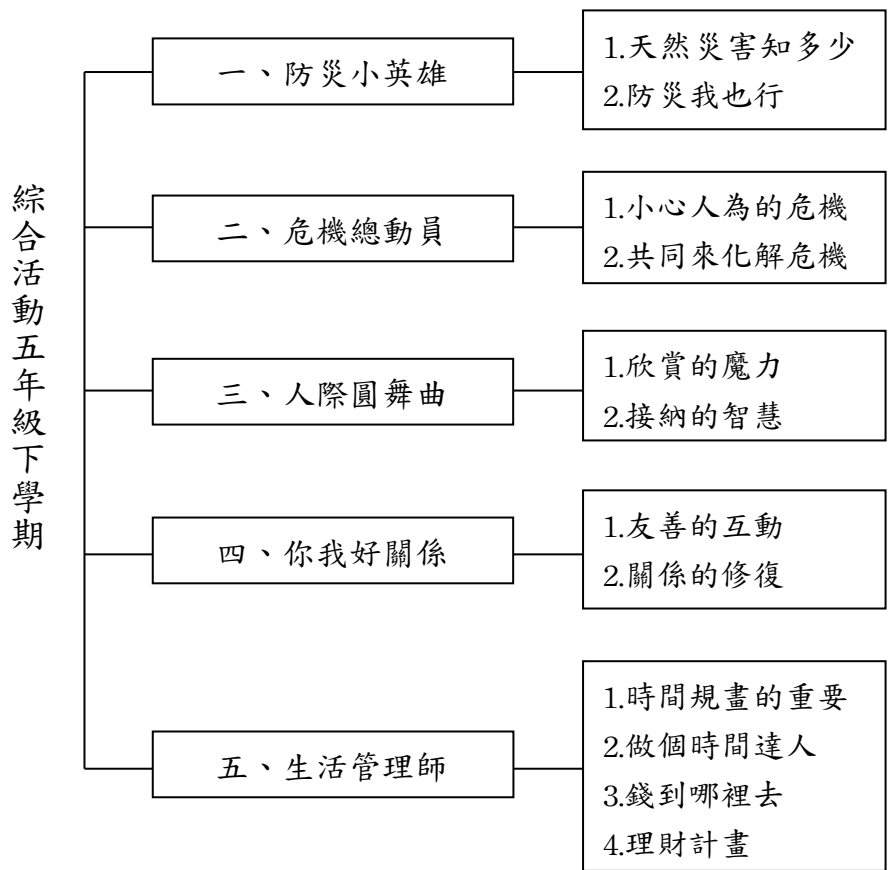 綜合活動五年級下學期
一、防災小英雄
1.天然災害知多少
2.防災我也行
二、危機總動員
1.小心人為的危機
2.共同來化解危機
三、人際圓舞曲
1.欣賞的魔力
2.接納的智慧
四、你我好關係
1.友善的互動
2.關係的修復
五、生活管理師
1.時間規畫的重要
2.做個時間達人
3.錢到哪裡去
4.理財計畫